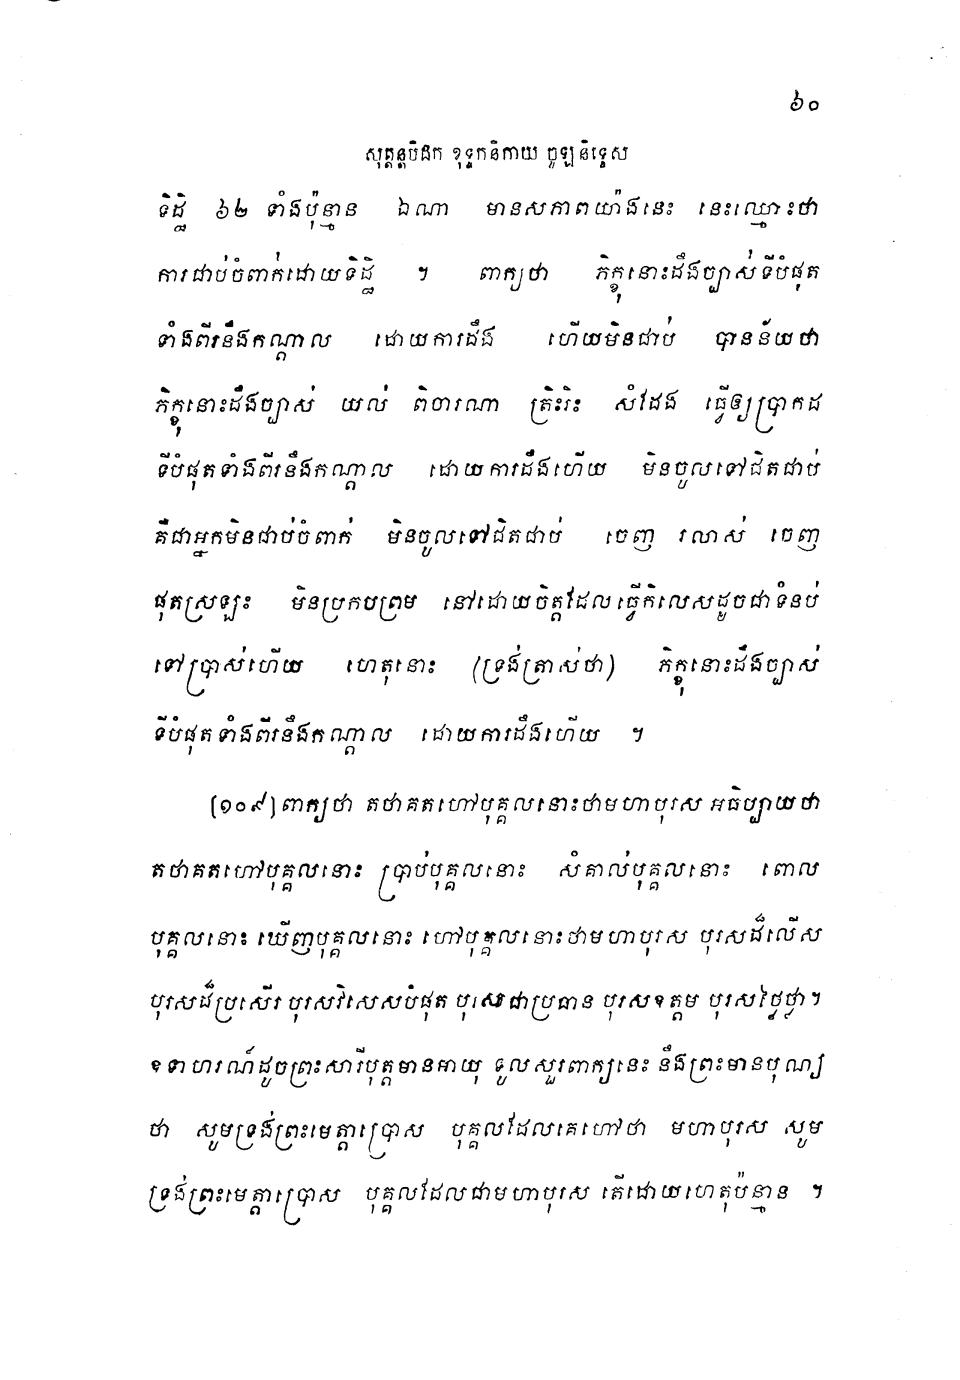 ៦០
សុត្តន្តបិដក ខុទ្ទកនិកាយ ចូឡនិទ្ទេស
ទិដ្ឋិ ៦២ ទាំងប៉ុន្មាន ឯណា មានសភាពយ៉ាងនេះ នេះឈ្មោះថា
ការជាប់ចំពាក់ដោយទិដ្ឋិ ។ ពាក្យថា ភិក្ខុនោះដឹងច្បាស់ទីបំផុត
ទាំងពីរនឹងកណ្តាល ដោយការដឹង ហើយមិនជាប់ បានន័យថា
ភិក្ខុនោះដឹងច្បាស់ យល់ ពិចារណា ត្រិះរិះ សំដែង ធ្វើឲ្យប្រាកដ
ទីបំផុតទាំងពីរនឹងកណ្តាល ដោយការដឹងហើយ មិនចូលទៅជិតជាប់
គឺជាអ្នកមិនជាប់ចំពាក់ មិនចូលទៅជិតជាប់ ចេញ រលាស់ ចេញ
ផុតស្រឡះ មិនប្រកបព្រម នៅដោយចិត្តដែលធ្វើកិលេសដូចជាទំនប់
ទៅប្រាស់ហើយ ហេតុនោះ (ទ្រង់ត្រាស់ថា) ភិក្ខុនោះដឹងច្បាស់
ទីបំផុតទាំងពីរនឹងកណ្តាល ដោយការដឹងហើយ ។
[១០៩] ពាក្យថា តថាគតហៅបុគ្គលនោះថាមហាបុរស អធិប្បាយថា
តថាគតហៅបុគ្គលនោះ ប្រាប់បុគ្គលនោះ សំគាល់បុគ្គលនោះ ពោល
បុគ្គលនោះ ឃើញបុគ្គលនោះ ហៅបុគ្គលនោះថាមហាបុរស បុរសដ៏លើស
បុរសដ៏ប្រសើរ បុរសវិសេសបំផុត បុរសជាប្រធាន បុរសឧត្តម បុរសថ្លៃថ្លា។
ឧទាហរណ៍ដូចព្រះសារីបុត្តមានអាយុ ទូលសួរពាក្យនេះ នឹងព្រះមានបុណ្យ
ថា សូមទ្រង់ព្រះមេត្តាប្រោស បុគ្គលដែលគេហៅថា មហាបុរស សូម
ទ្រង់ព្រះមេត្តាប្រោស បុគ្គលដែលជាមហាបុរស តើដោយហេតុប៉ុន្មាន ។